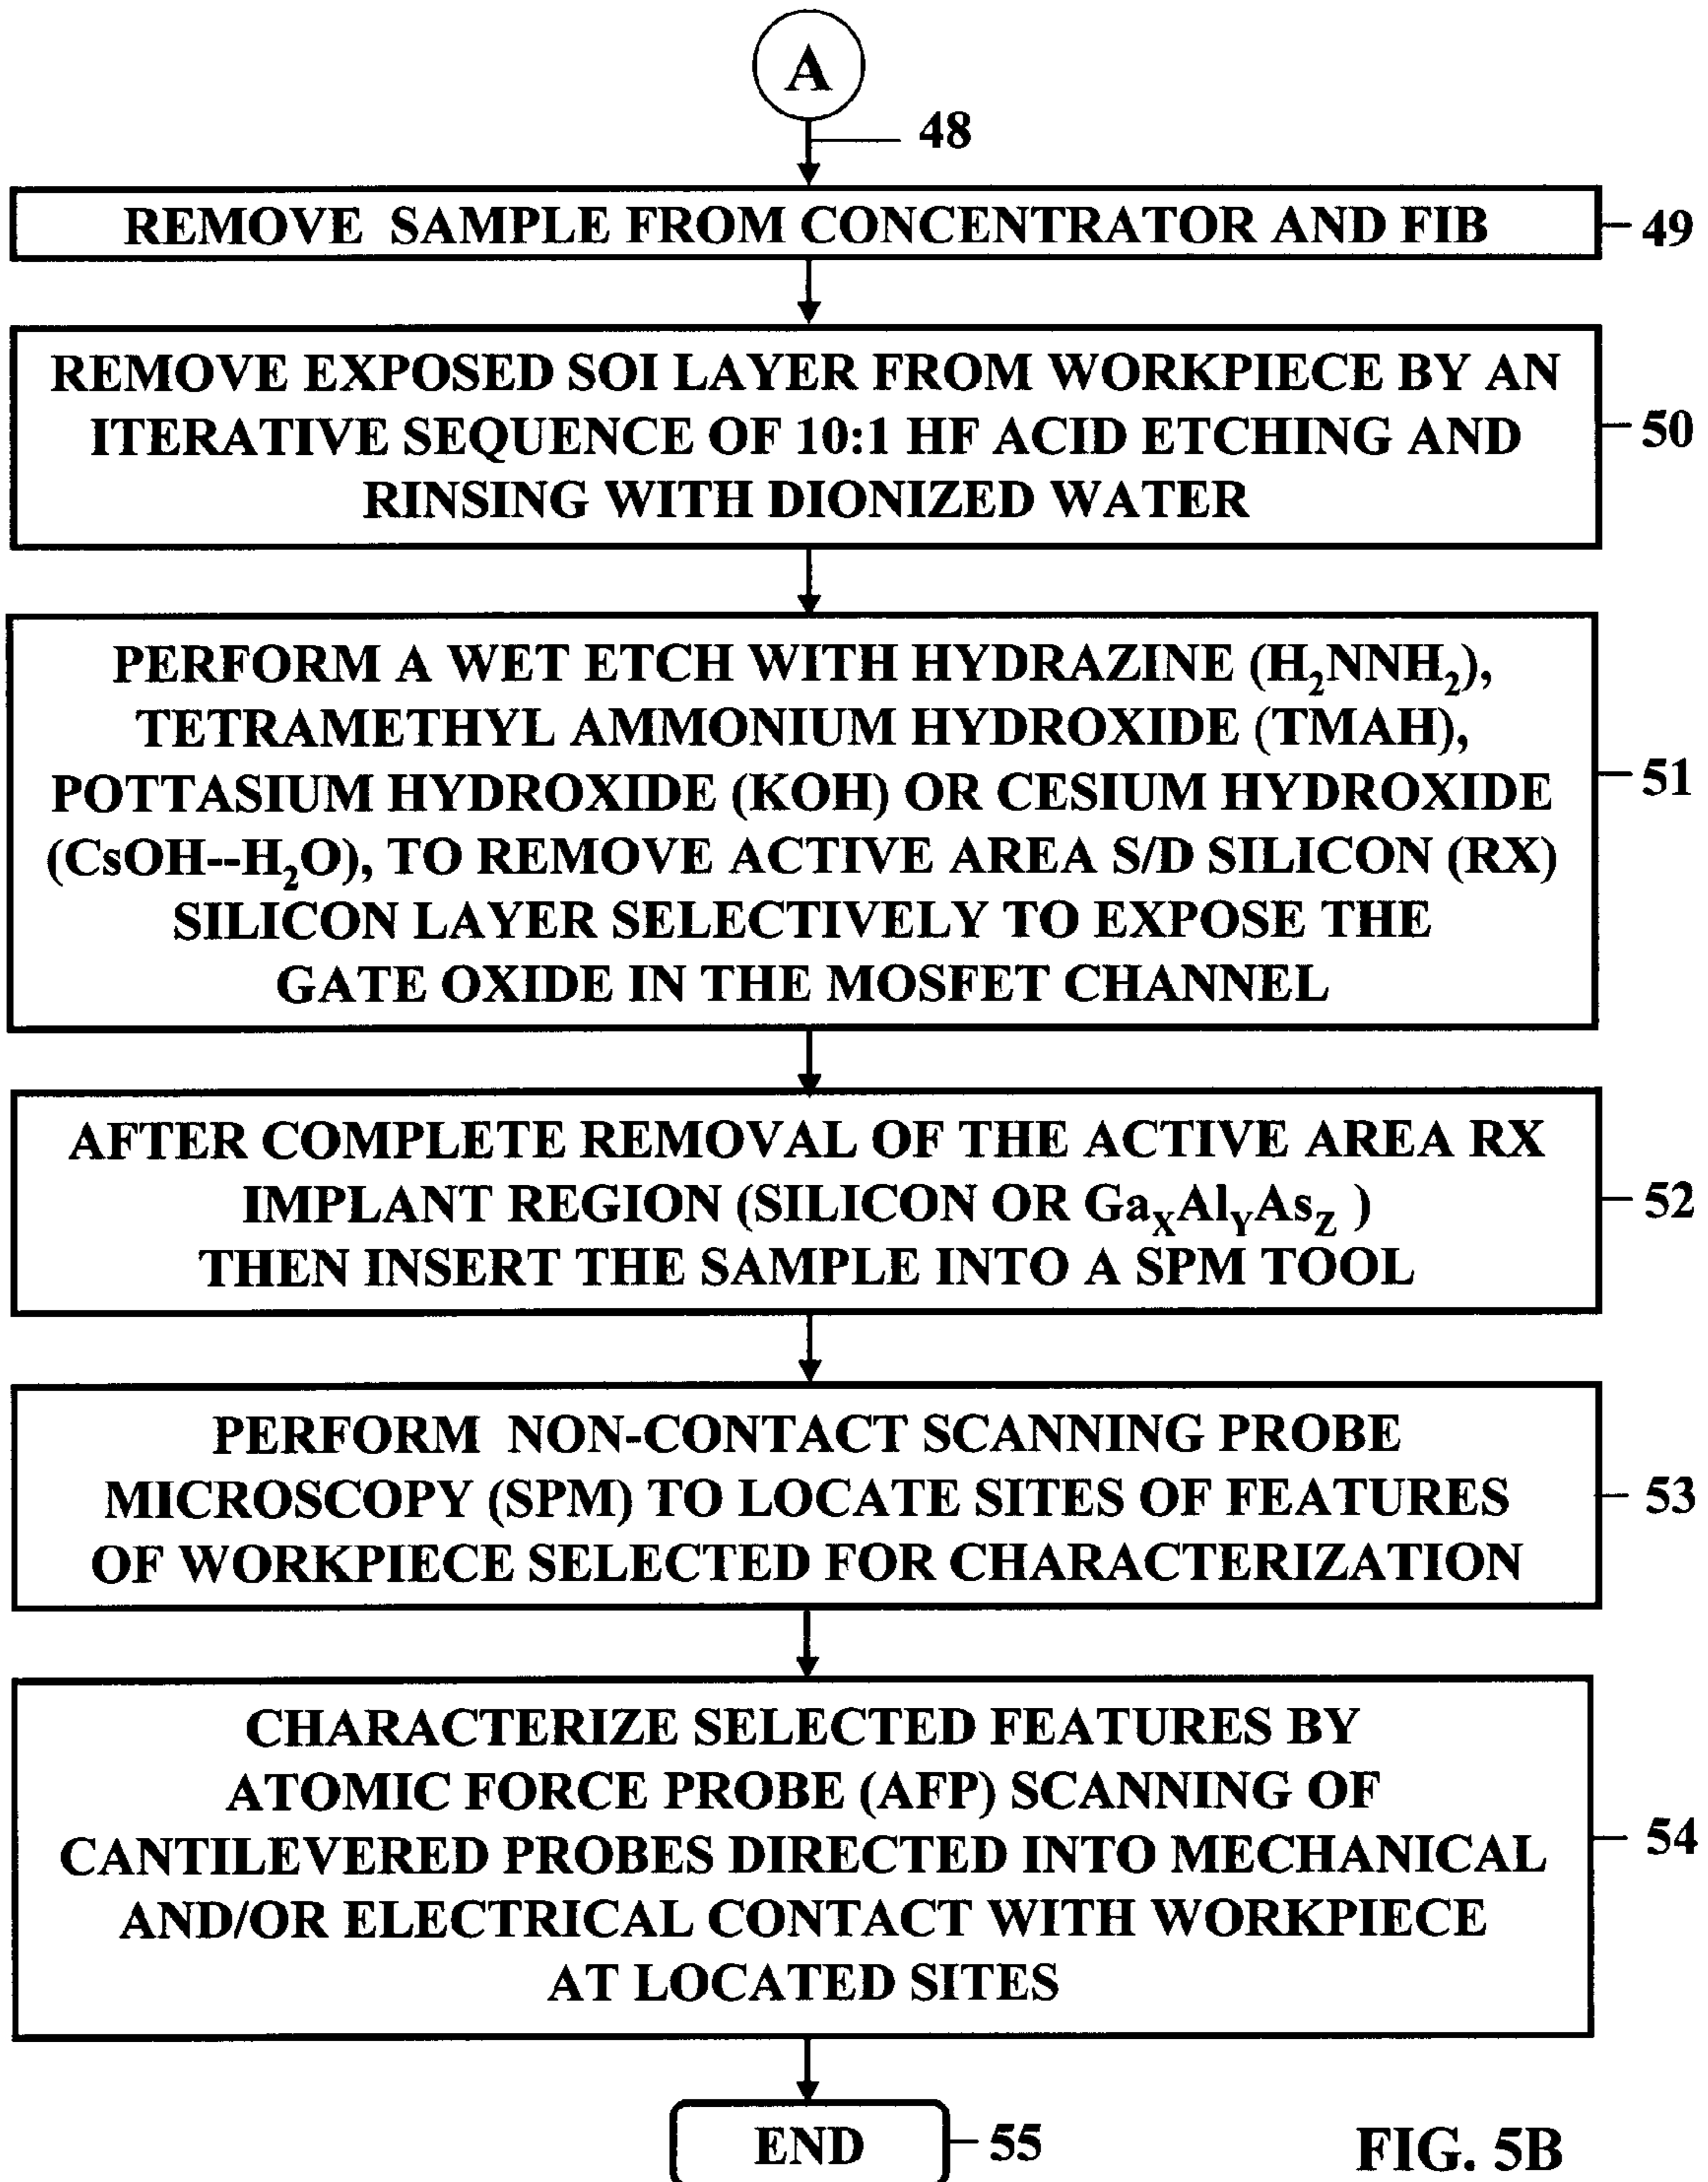 A
48
REMOVE SAMPLE FROM CONCENTRATOR AND FIB
49
REMOVE EXPOSED SOI LAYER FROM WORKPIECE BY AN
ITERATIVE SEQUENCE OF 10:1 HF ACID ETCHING AND
RINSING WITH DIONIZED WATER
50
PERFORM A WET ETCH WITH HYDRAZINE (H₂NNH₂),
TETRAMETHYL AMMONIUM HYDROXIDE (TMAH),
POTTASIUM HYDROXIDE (KOH) OR CESIUM HYDROXIDE
(CsOH--H₂O), TO REMOVE ACTIVE AREA S/D SILICON (RX)
SILICON LAYER SELECTIVELY TO EXPOSE THE
GATE OXIDE IN THE MOSFET CHANNEL
51
AFTER COMPLETE REMOVAL OF THE ACTIVE AREA RX
IMPLANT REGION (SILICON OR Ga_XAl_YAs_Z )
THEN INSERT THE SAMPLE INTO A SPM TOOL
52
PERFORM NON-CONTACT SCANNING PROBE
MICROSCOPY (SPM) TO LOCATE SITES OF FEATURES
OF WORKPIECE SELECTED FOR CHARACTERIZATION
53
CHARACTERIZE SELECTED FEATURES BY
ATOMIC FORCE PROBE (AFP) SCANNING OF
CANTILEVERED PROBES DIRECTED INTO MECHANICAL
AND/OR ELECTRICAL CONTACT WITH WORKPIECE
AT LOCATED SITES
54
END
55
FIG. 5B